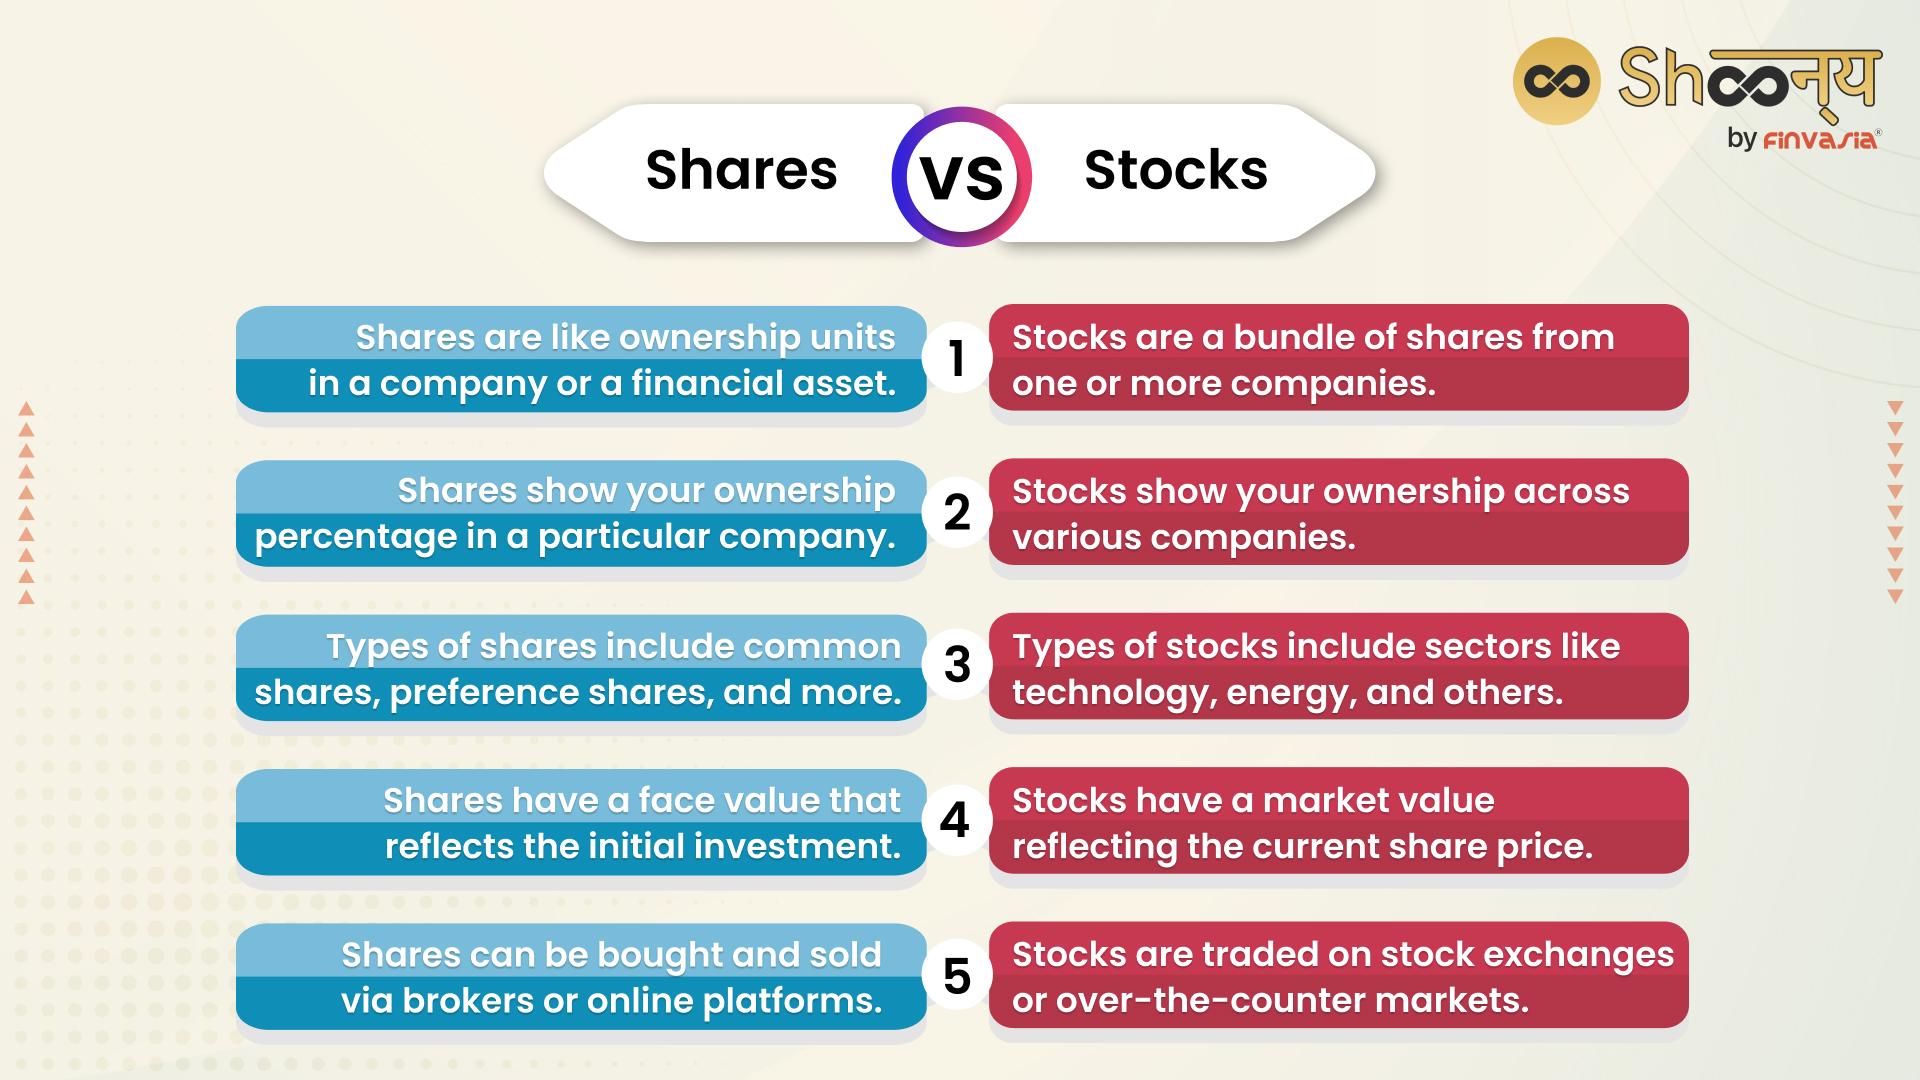 Shoonनय
by FINVASIA®
Shares
VS
Stocks
Shares are like ownership units
in a company or a financial asset.
1
Stocks are a bundle of shares from
one or more companies.
Shares show your ownership
percentage in a particular company.
2
Stocks show your ownership across
various companies.
Types of shares include common
shares, preference shares, and more.
3
Types of stocks include sectors like
technology, energy, and others.
Shares have a face value that
reflects the initial investment.
4
Stocks have a market value
reflecting the current share price.
Shares can be bought and sold
via brokers or online platforms.
5
Stocks are traded on stock exchanges
or over-the-counter markets.